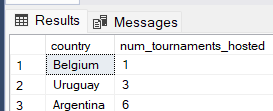 Results Messages
country num_tournaments_hosted
1 Belgium 1
2 Uruguay 3
3 Argentina 6